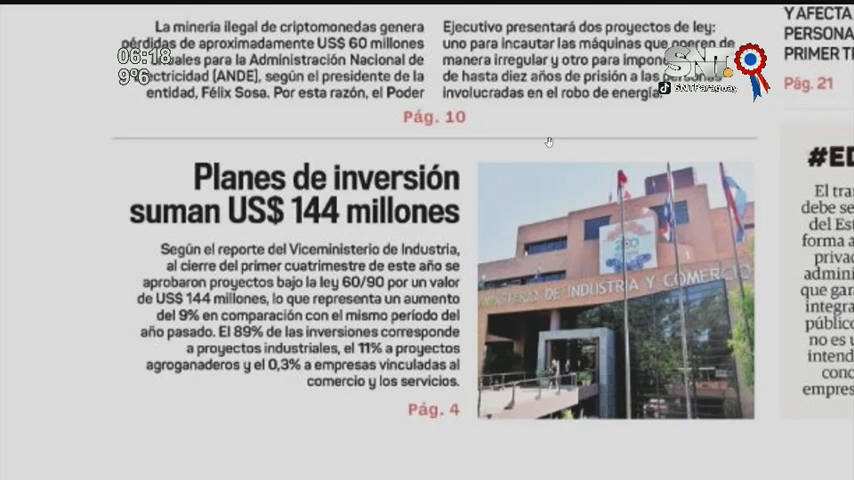 La minería ilegal de criptomonedas genera
pérdidas de aproximadamente US$ 60 millones
para la Administración Nacional de
Electricidad [ANDE], según el presidente de la
entidad, Félix Sosa. Por esta razón, el Poder
Ejecutivo presentará dos proyectos de ley:
uno para incautar las máquinas que operen de
manera irregular y otro para
de hasta diez años de prisión a las personas
involucradas en el robo de energía.
Pág. 10
06:18
9°6
SNT
SNTParaguay
Y AFECTA
PERSONA
PRIMER
Pág. 21
Planes de inversión
suman US$ 144 millones
Según el reporte del Viceministerio de Industria,
al cierre del primer cuatrimestre de este año se
aprobaron proyectos bajo la ley 60/90 por un valor
de US$ 144 millones, lo que representa un aumento
del 9% en comparación con el mismo período del
año pasado. El 89% de las inversiones corresponde
a proyectos industriales, el 11% a proyectos
agroganaderos y el 0,3% a empresas vinculadas al
comercio y los servicios.
Pág. 4
200
MINISTERIO DE INDUSTRIA Y COMERCIO
#ED
El tra
debe se
del Est
forma a
privad
admini
que gar
integra
público
no es u
intend
conc
empres